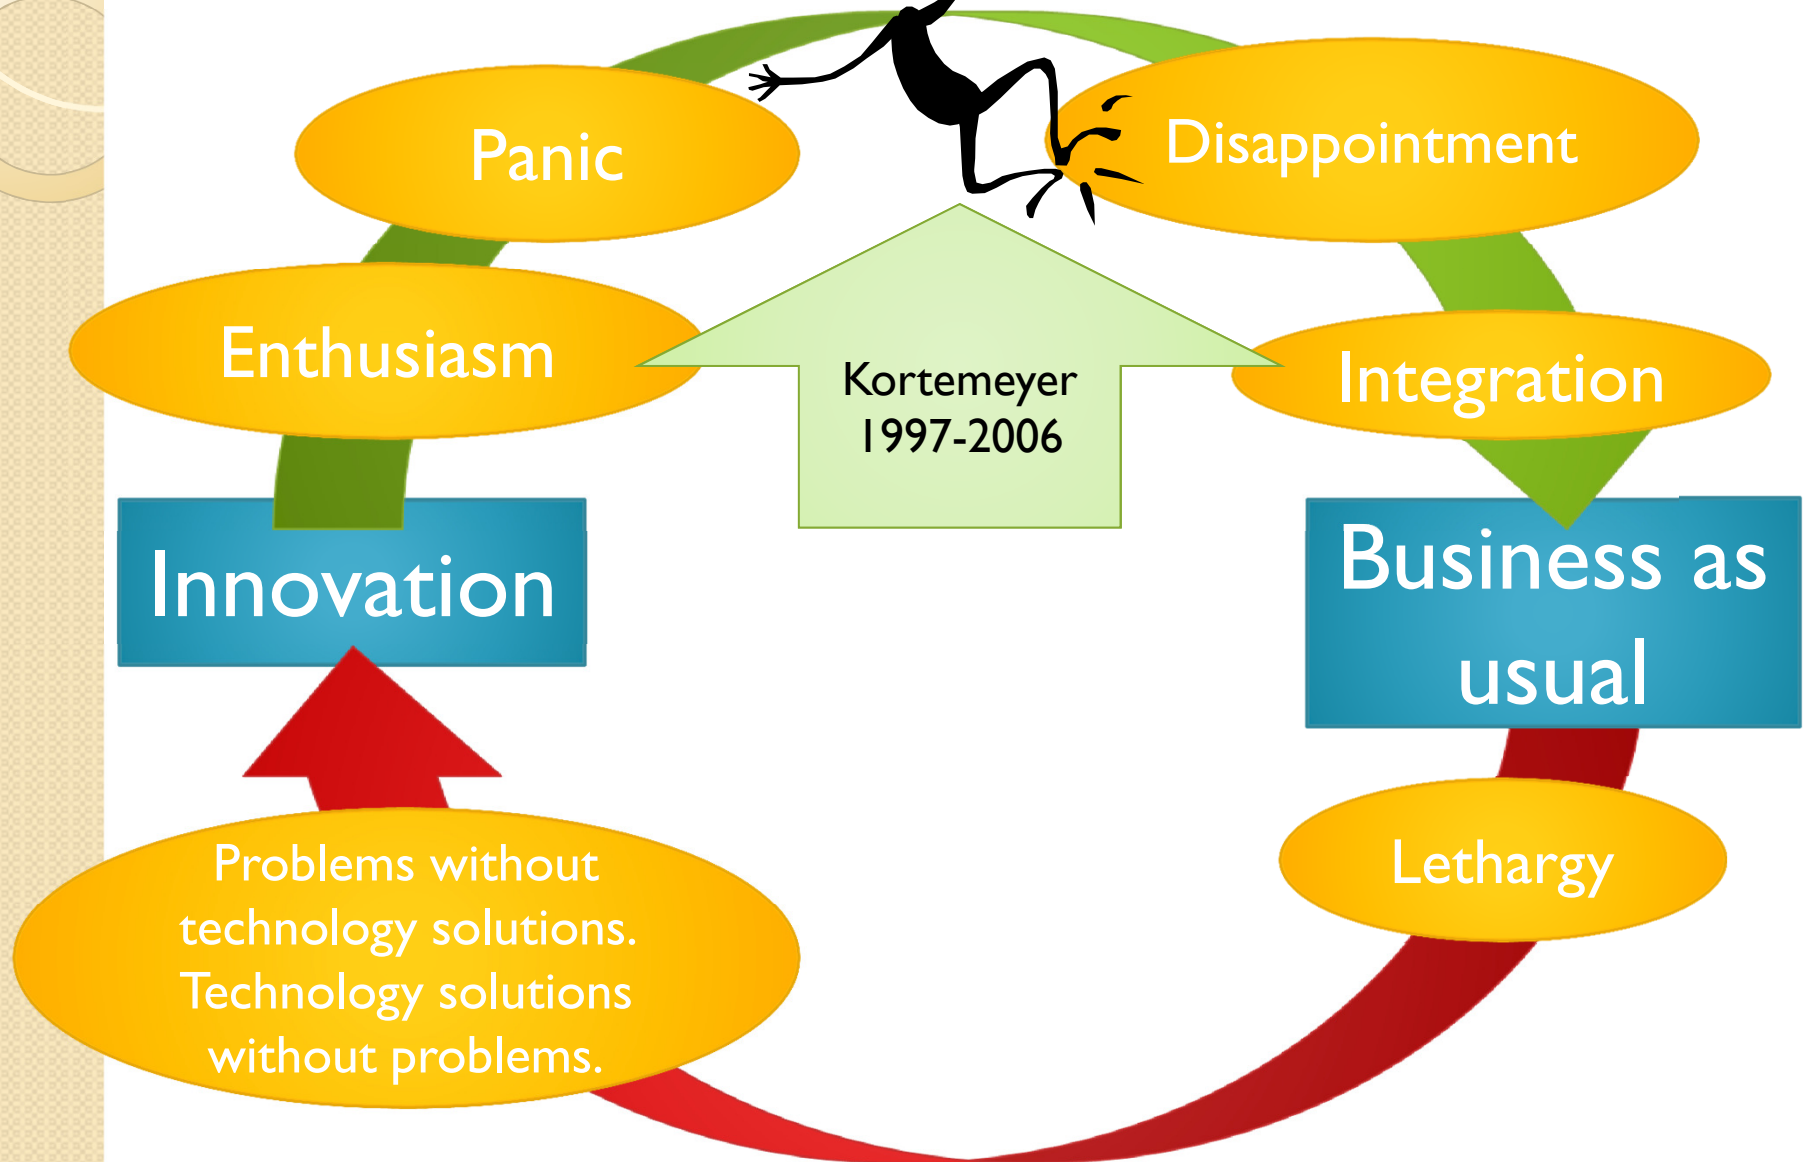 Panic
Disappointment
Enthusiasm
Kortemeyer
1997-2006
Integration
Innovation
Business as
usual
Problems without
technology solutions.
Technology solutions
without problems.
Lethargy